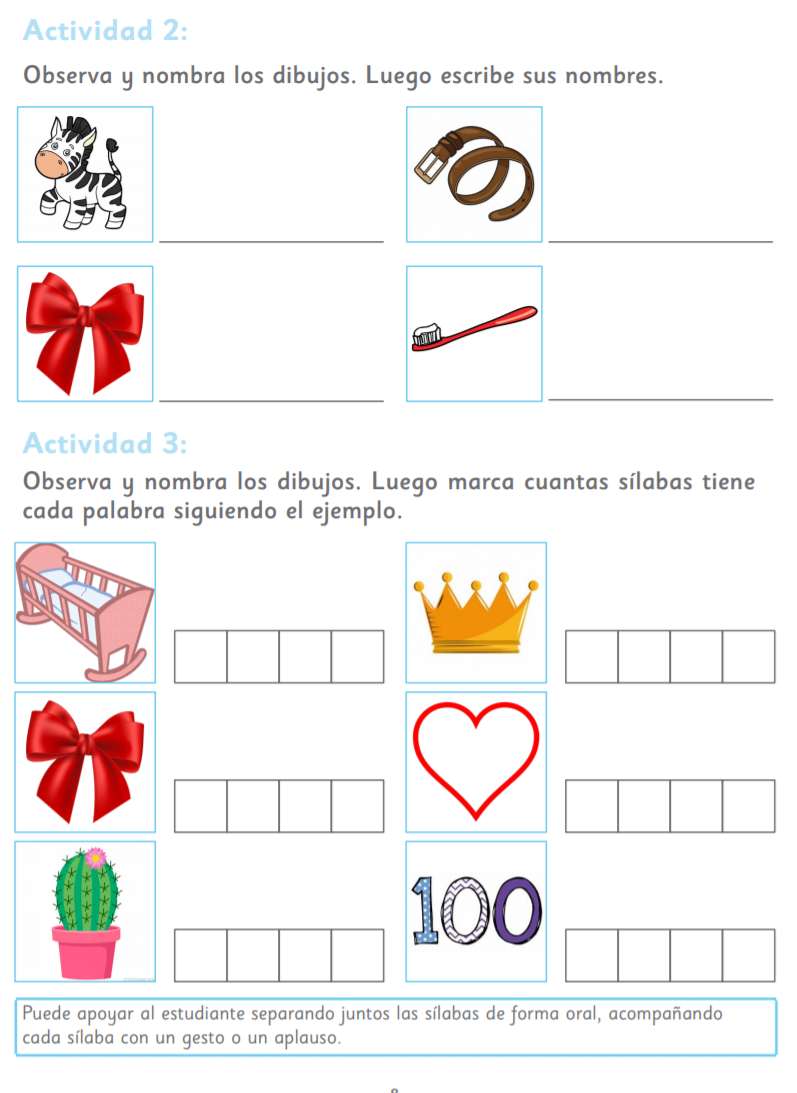 Actividad 2:
Observa y nombra los dibujos. Luego escribe sus nombres.
Actividad 3:
Observa y nombra los dibujos. Luego marca cuantas sílabas tiene
cada palabra siguiendo el ejemplo.
100
Puede apoyar al estudiante separando juntos las sílabas de forma oral, acompañando
cada sílaba con un gesto o un aplauso.